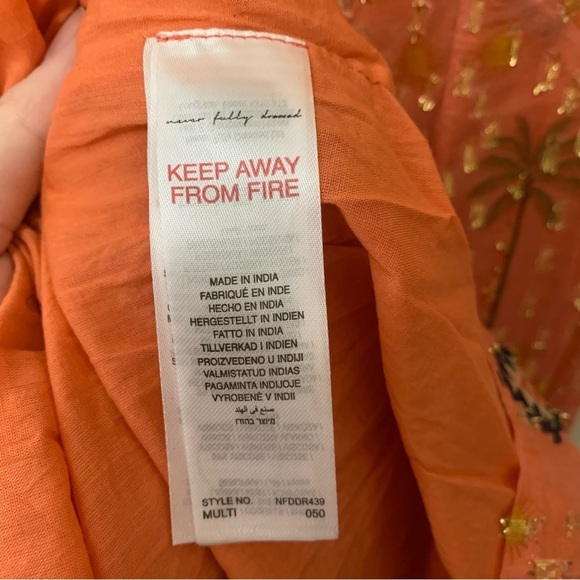 never fully dressed
KEEP AWAY
FROM FIRE
MADE IN INDIA
FABRIQUÉ EN INDE
HECHO EN INDIA
HERGESTELLT IN INDIEN
FATTO IN INDIA
TILLVERKAD I INDIEN
PROIZVEDENO U INDIJI
VALMISTATUD INDIAS
PAGAMINTA INDIJOJE
VYROBENÉ V INDII
صنع في الهند
מיוצר בהודו
STYLE NO. NFDDR439
MULTI 050